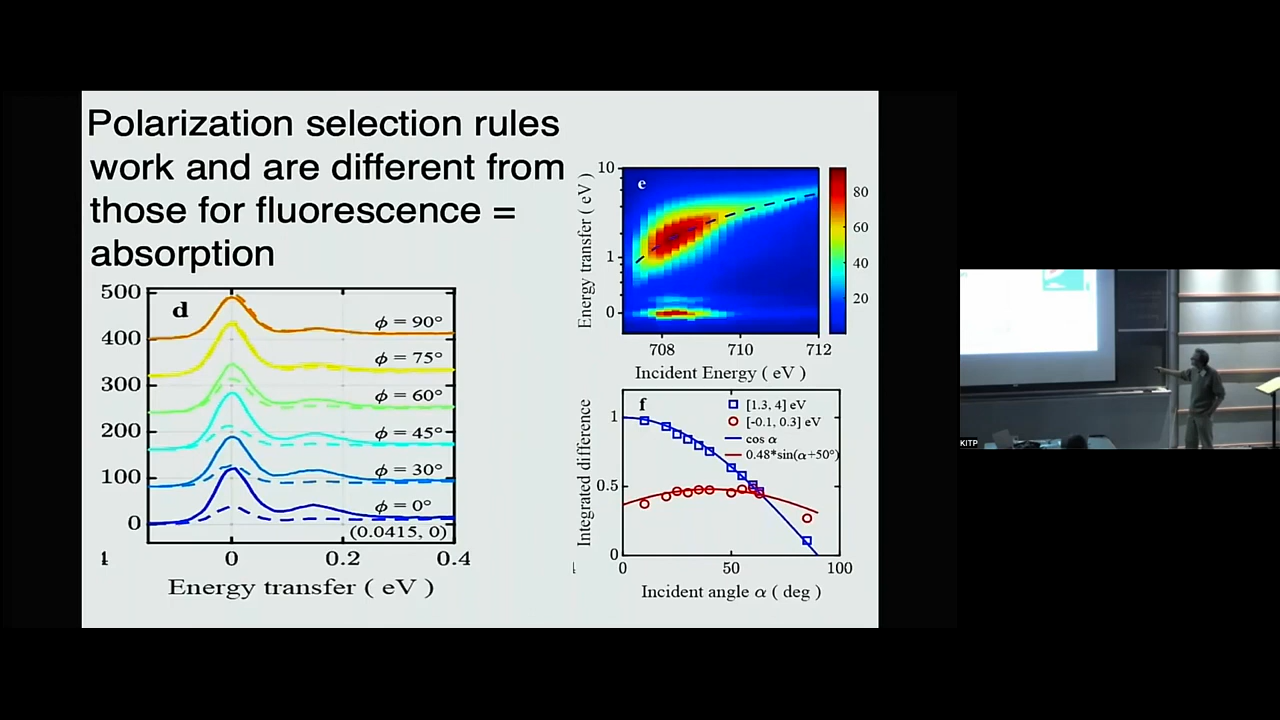 Polarization selection rules
work and are different from
those for fluorescence =
absorption
d
500
400
300
200
100
0
ϕ = 90°
ϕ = 75°
ϕ = 60°
ϕ = 45°
ϕ = 30°
ϕ = 0°
(0.0415, 0)
0
0.2
0.4
Energy transfer ( eV )
e
10
1
0
Energy transfer ( eV )
80
60
40
20
708
710
712
Incident Energy ( eV )
f
[1.3, 4] eV
[-0.1, 0.3] eV
cos α
0.48*sin(α+50°)
1
0.5
0
Integrated difference
0
50
100
Incident angle α ( deg )
KITP